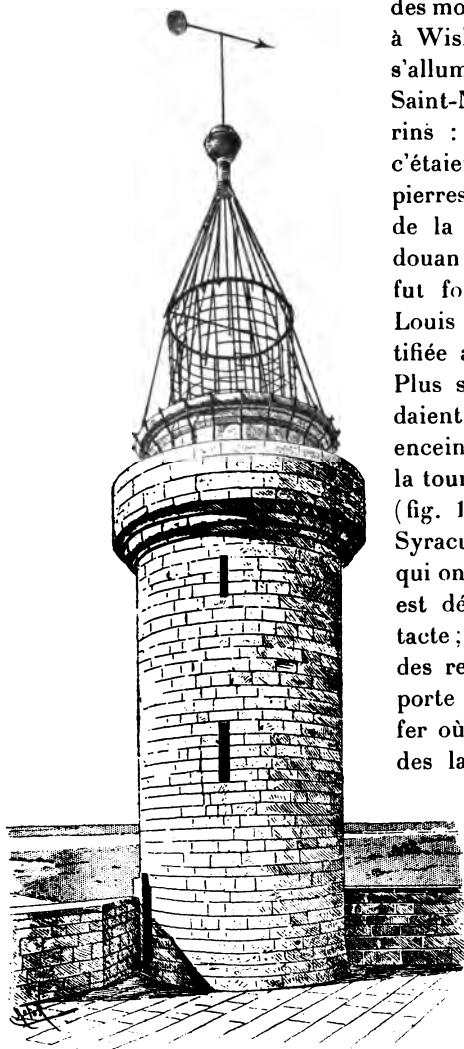 des mo
à Wisl
s'allum
Saint-N
rins :
c'étaie
pierres
de la
douan
fut fo
Louis
tifiée a
Plus s
daient
encein
la tour
(fig. 1
Syracu
qui on
est dé
tacte ;
des re
porte
fer où
des la